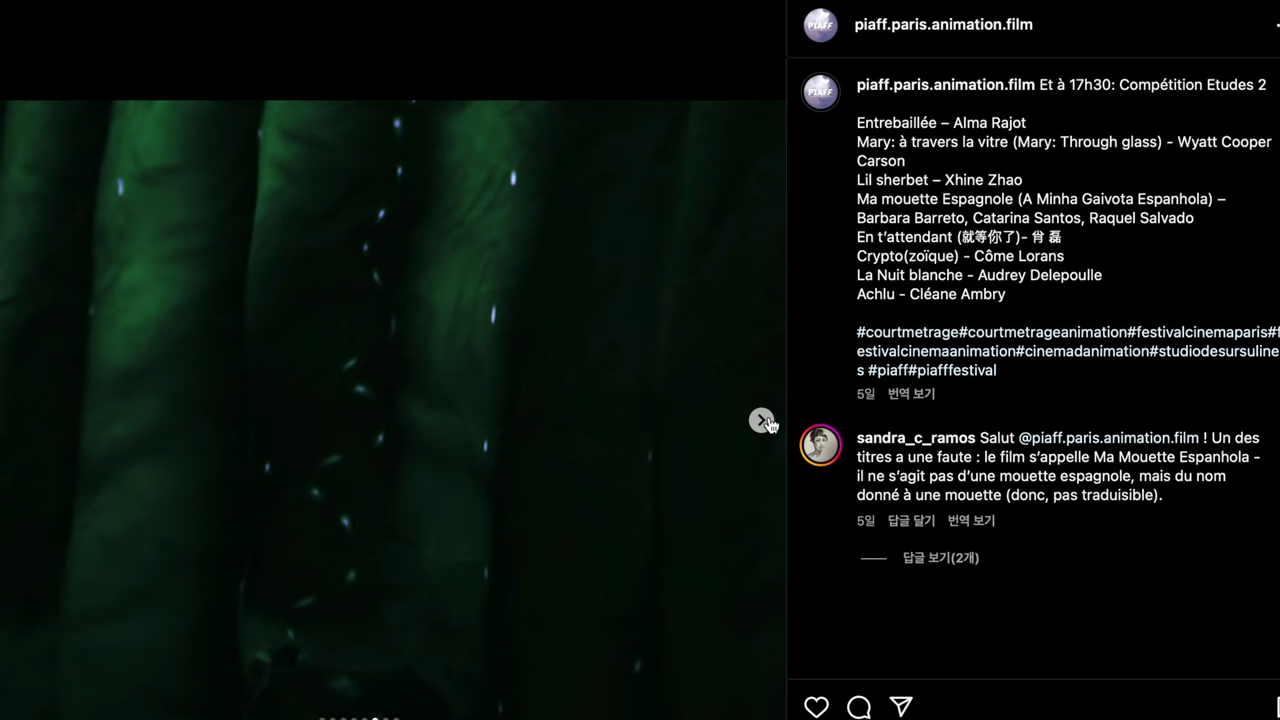 PIAFF
piaff.paris.animation.film
PIAFF
piaff.paris.animation.film Et à 17h30: Compétition Etudes 2
Entrebaillée – Alma Rajot
Mary: à travers la vitre (Mary: Through glass) - Wyatt Cooper
Carson
Lil sherbet – Xhine Zhao
Ma mouette Espagnole (A Minha Gaivota Espanhola) –
Barbara Barreto, Catarina Santos, Raquel Salvado
En t'attendant (就等你了)- 肖 磊
Crypto(zoïque) - Côme Lorans
La Nuit blanche - Audrey Delepoulle
Achlu - Cléane Ambry
#courtmetrage#courtmetrageanimation#festivalcinemaparis#f
estivalcinemaanimation#cinemadanimation#studiodesursuline
s #piaff#piafffestival
5일 번역 보기
sandra_c_ramos Salut @piaff.paris.animation.film ! Un des
titres a une faute : le film s'appelle Ma Mouette Espanhola -
il ne s'agit pas d'une mouette espagnole, mais du nom
donné à une mouette (donc, pas traduisible).
5일 답글 달기 번역 보기
답글 보기(2개)